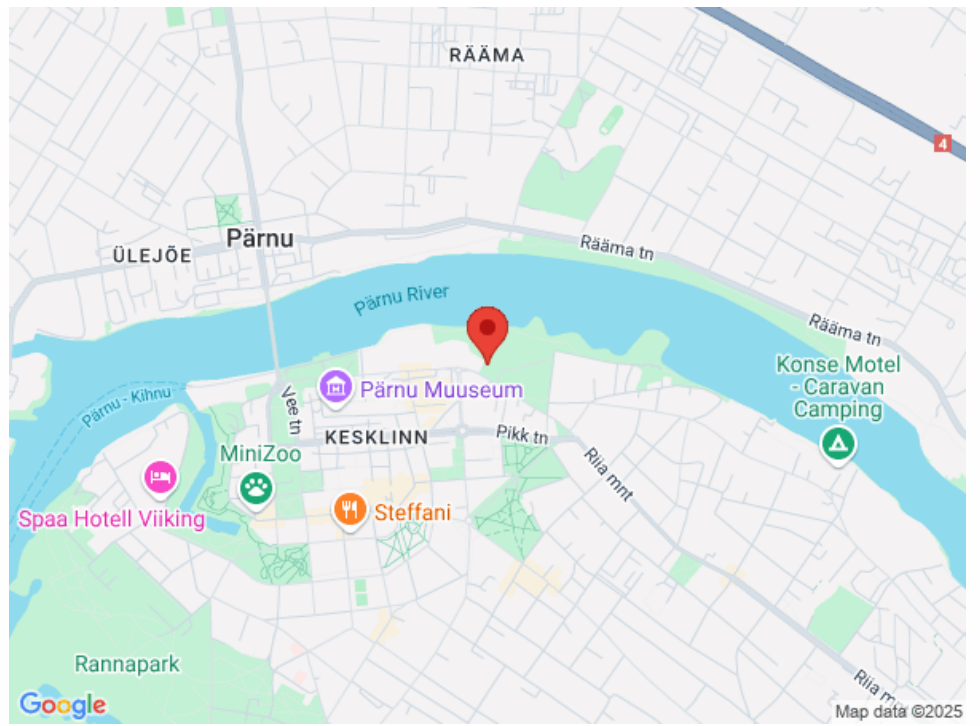 RÄÄMA
4
Pärnu
ÜLEJÕE
Rääma tn
Pärnu River
Rääma tn
Konse Motel
- Caravan
Camping
Pärnu - Kihnu
Vee tn
Pärnu Muuseum
KESKLINN
Pikk tn
MiniZoo
Riia mnt
Spaa Hotell Viiking
Steffani
Rannapark
Riia m
Google
Map data ©2025